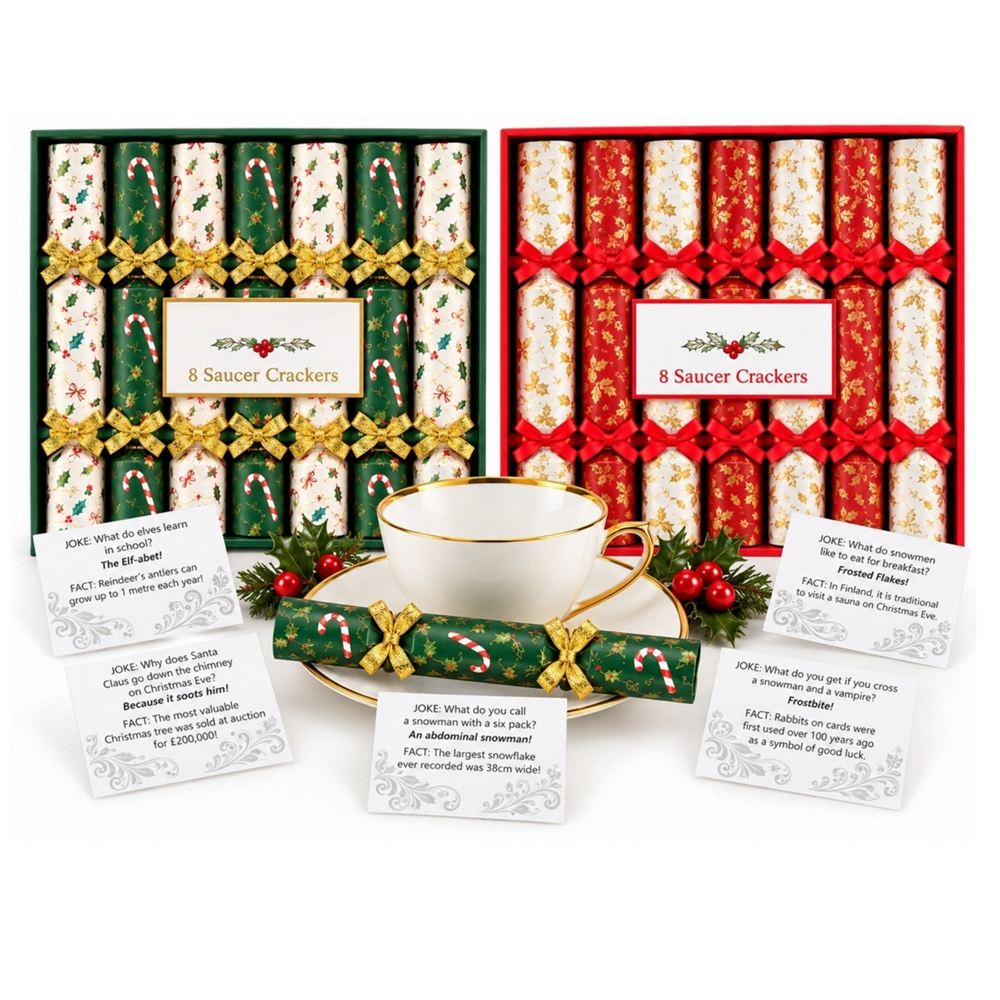 8 Saucer Crackers
8 Saucer Crackers
JOKE: What do elves learn
in school?
The Elf-abet!
FACT: Reindeer's antlers can
grow up to 1 metre each year!
JOKE: What do snowmen
like to eat for breakfast?
Frosted Flakes!
FACT: In Finland, it is traditional
to visit a sauna on Christmas Eve.
JOKE: Why does Santa
Claus go down the chimney
on Christmas Eve?
Because it soots him!
FACT: The most valuable
Christmas tree was sold at auction
for £200,000!
JOKE: What do you call
a snowman with a six pack?
An abdominal snowman!
FACT: The largest snowflake
ever recorded was 38cm wide!
JOKE: What do you get if you cross
a snowman and a vampire?
Frostbite!
FACT: Rabbits on cards were
first used over 100 years ago
as a symbol of good luck.